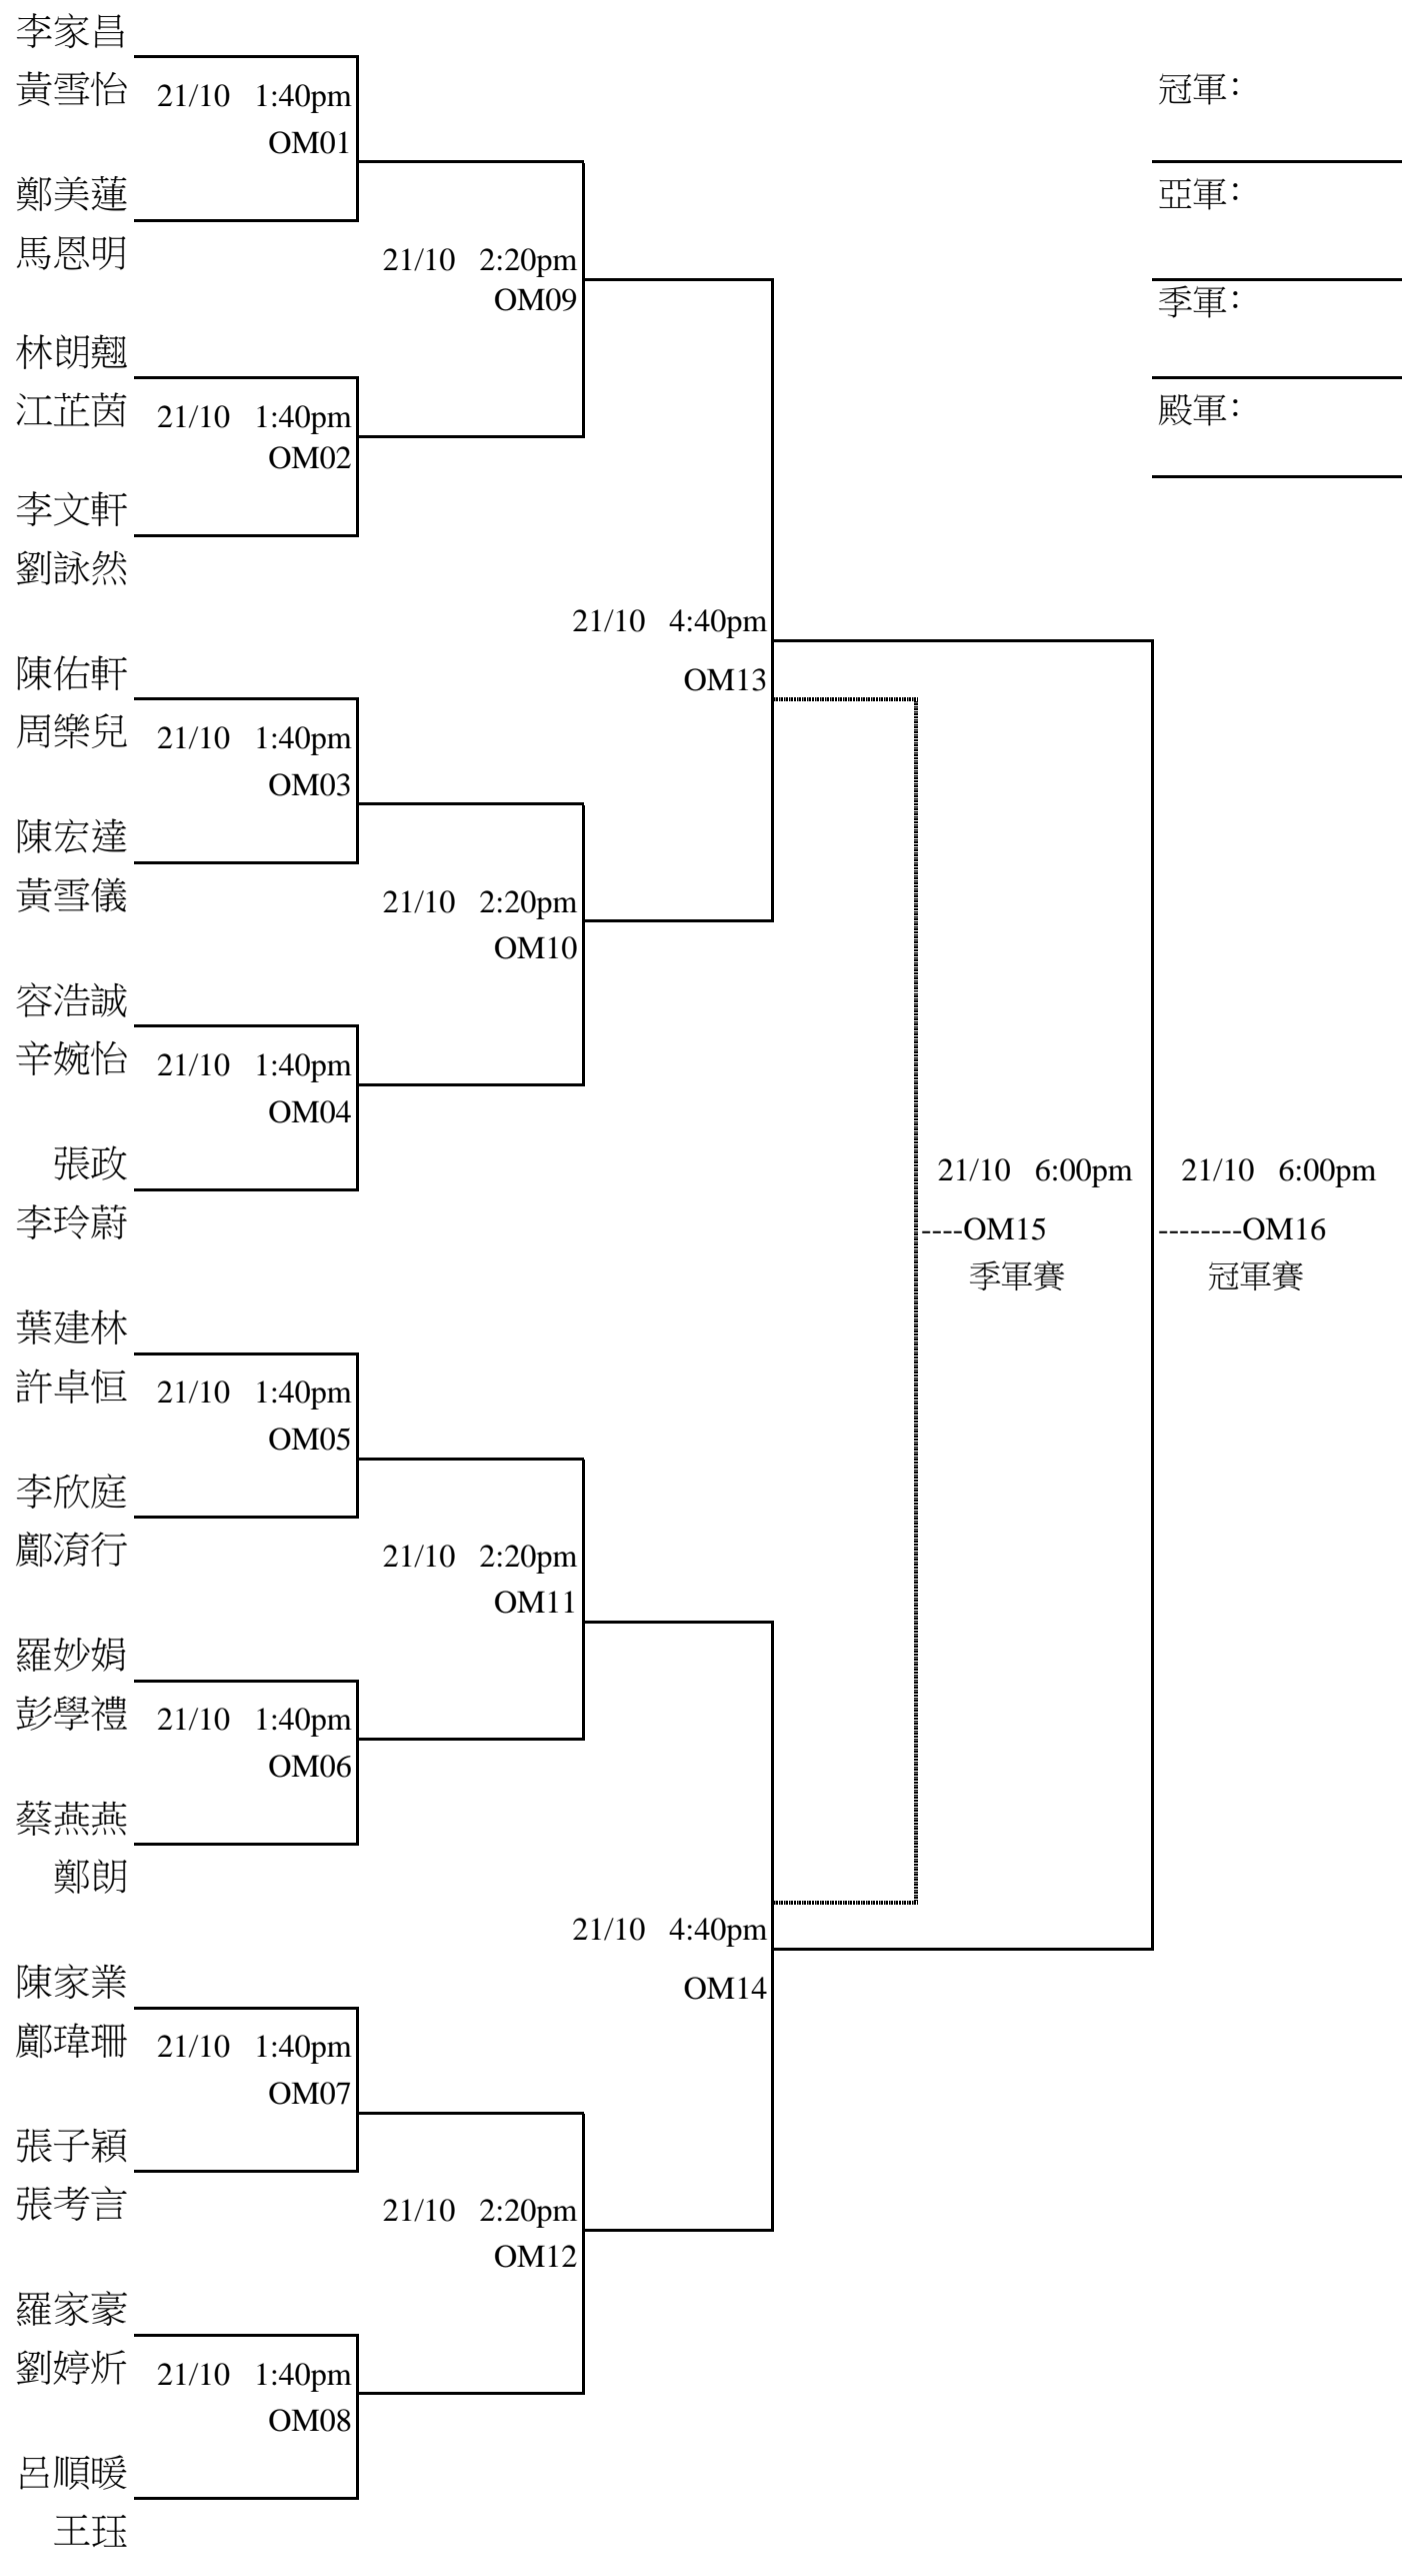 李家昌
黃雪怡 21/10 1:40pm
OM01
鄭美蓮
馬恩明
21/10 2:20pm
OM09
林朗翹
江芷茵 21/10 1:40pm
OM02
李文軒
劉詠然
21/10 4:40pm
OM13
陳佑軒
周樂兒 21/10 1:40pm
OM03
陳宏達
黃雪儀
21/10 2:20pm
OM10
容浩誠
辛婉怡 21/10 1:40pm
OM04
張政
李玲蔚
葉建林
許卓恒 21/10 1:40pm
OM05
李欣庭
鄺淯行
21/10 2:20pm
OM11
羅妙娟
彭學禮 21/10 1:40pm
OM06
蔡燕燕
鄭朗
21/10 4:40pm
OM14
陳家業
鄺瑋珊 21/10 1:40pm
OM07
張子穎
張考言
21/10 2:20pm
OM12
羅家豪
劉婷炘 21/10 1:40pm
OM08
呂順暖
王珏
21/10 6:00pm
----OM15
季軍賽
21/10 6:00pm
--------OM16
冠軍賽
冠軍：
亞軍：
季軍：
殿軍：